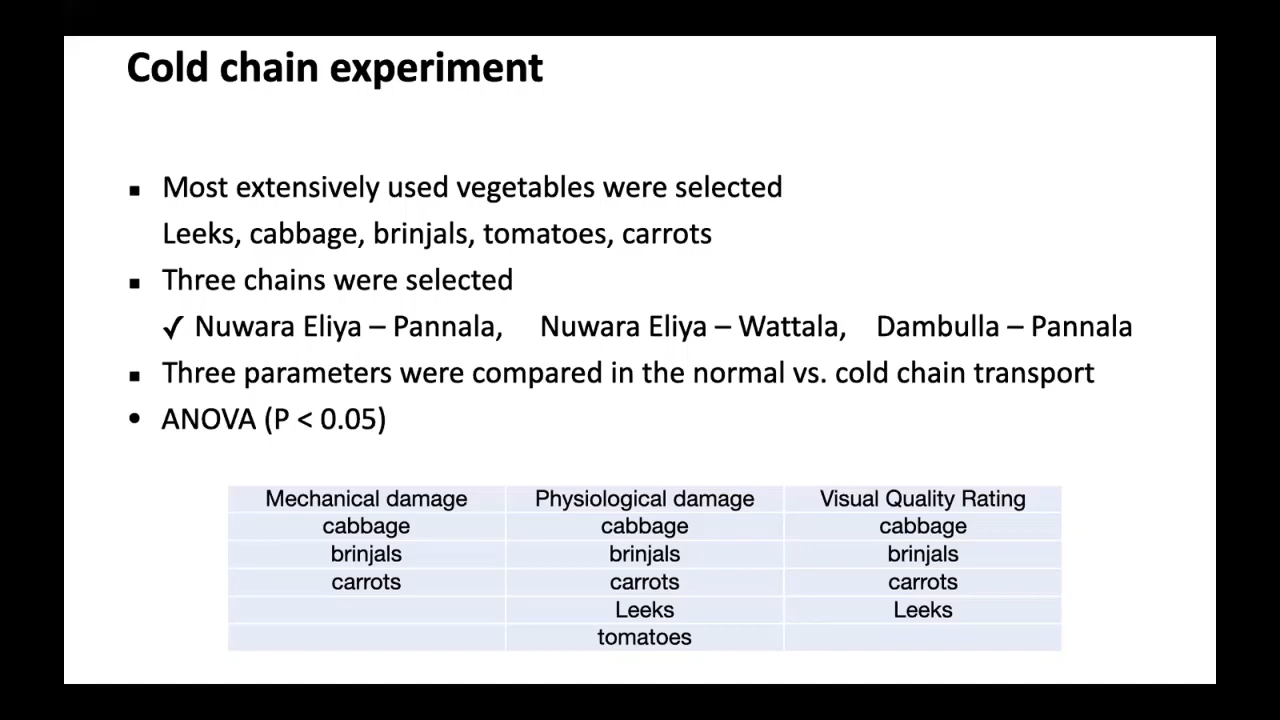 Cold chain experiment
▪ Most extensively used vegetables were selected
Leeks, cabbage, brinjals, tomatoes, carrots
▪ Three chains were selected
✓ Nuwara Eliya – Pannala, Nuwara Eliya – Wattala, Dambulla – Pannala
▪ Three parameters were compared in the normal vs. cold chain transport
• ANOVA (P < 0.05)
Mechanical damage Physiological damage Visual Quality Rating
cabbage cabbage cabbage
brinjals brinjals brinjals
carrots carrots carrots
Leeks Leeks
tomatoes